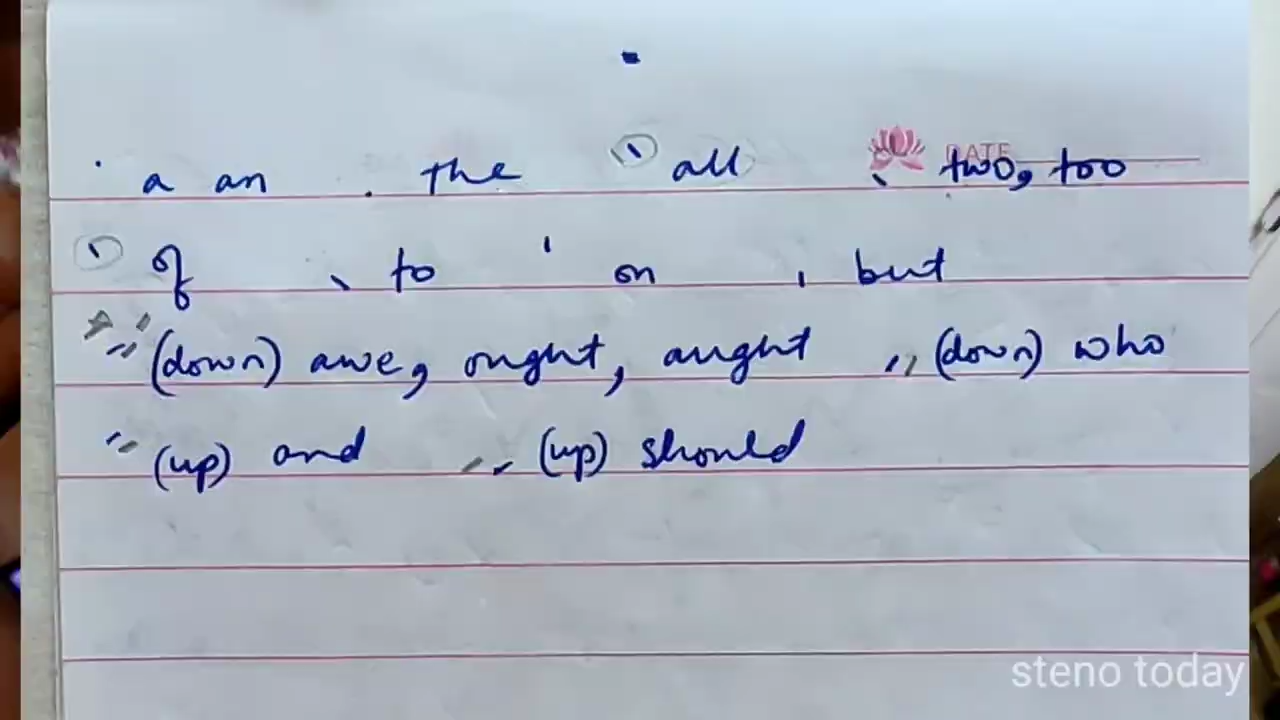 a an the all two, too
DATE
of to on but
(down) awe, ought, aught (down) who
(up) and (up) should
steno today